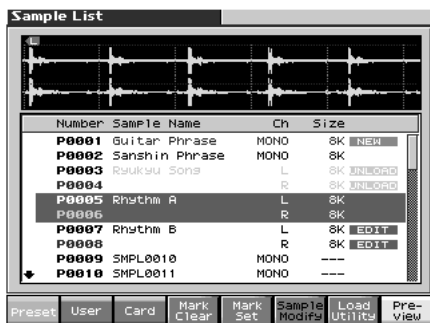 Sample List
L
Number Sample Name Ch Size
P0001 Guitar Phrase MONO 8K NEW
P0002 Sanshin Phrase MONO 8K
P0003 Ryukyu Song L 8K UNLOAD
P0004 R 8K UNLOAD
P0005 Rhythm A L 8K
P0006 R 8K
P0007 Rhythm B L 8K EDIT
P0008 R 8K EDIT
P0009 SMPL0010 MONO ---
P0010 SMPL0011 MONO ---
Preset User Card Mark Clear Mark Set Sample Modify Load Utility Pre-view